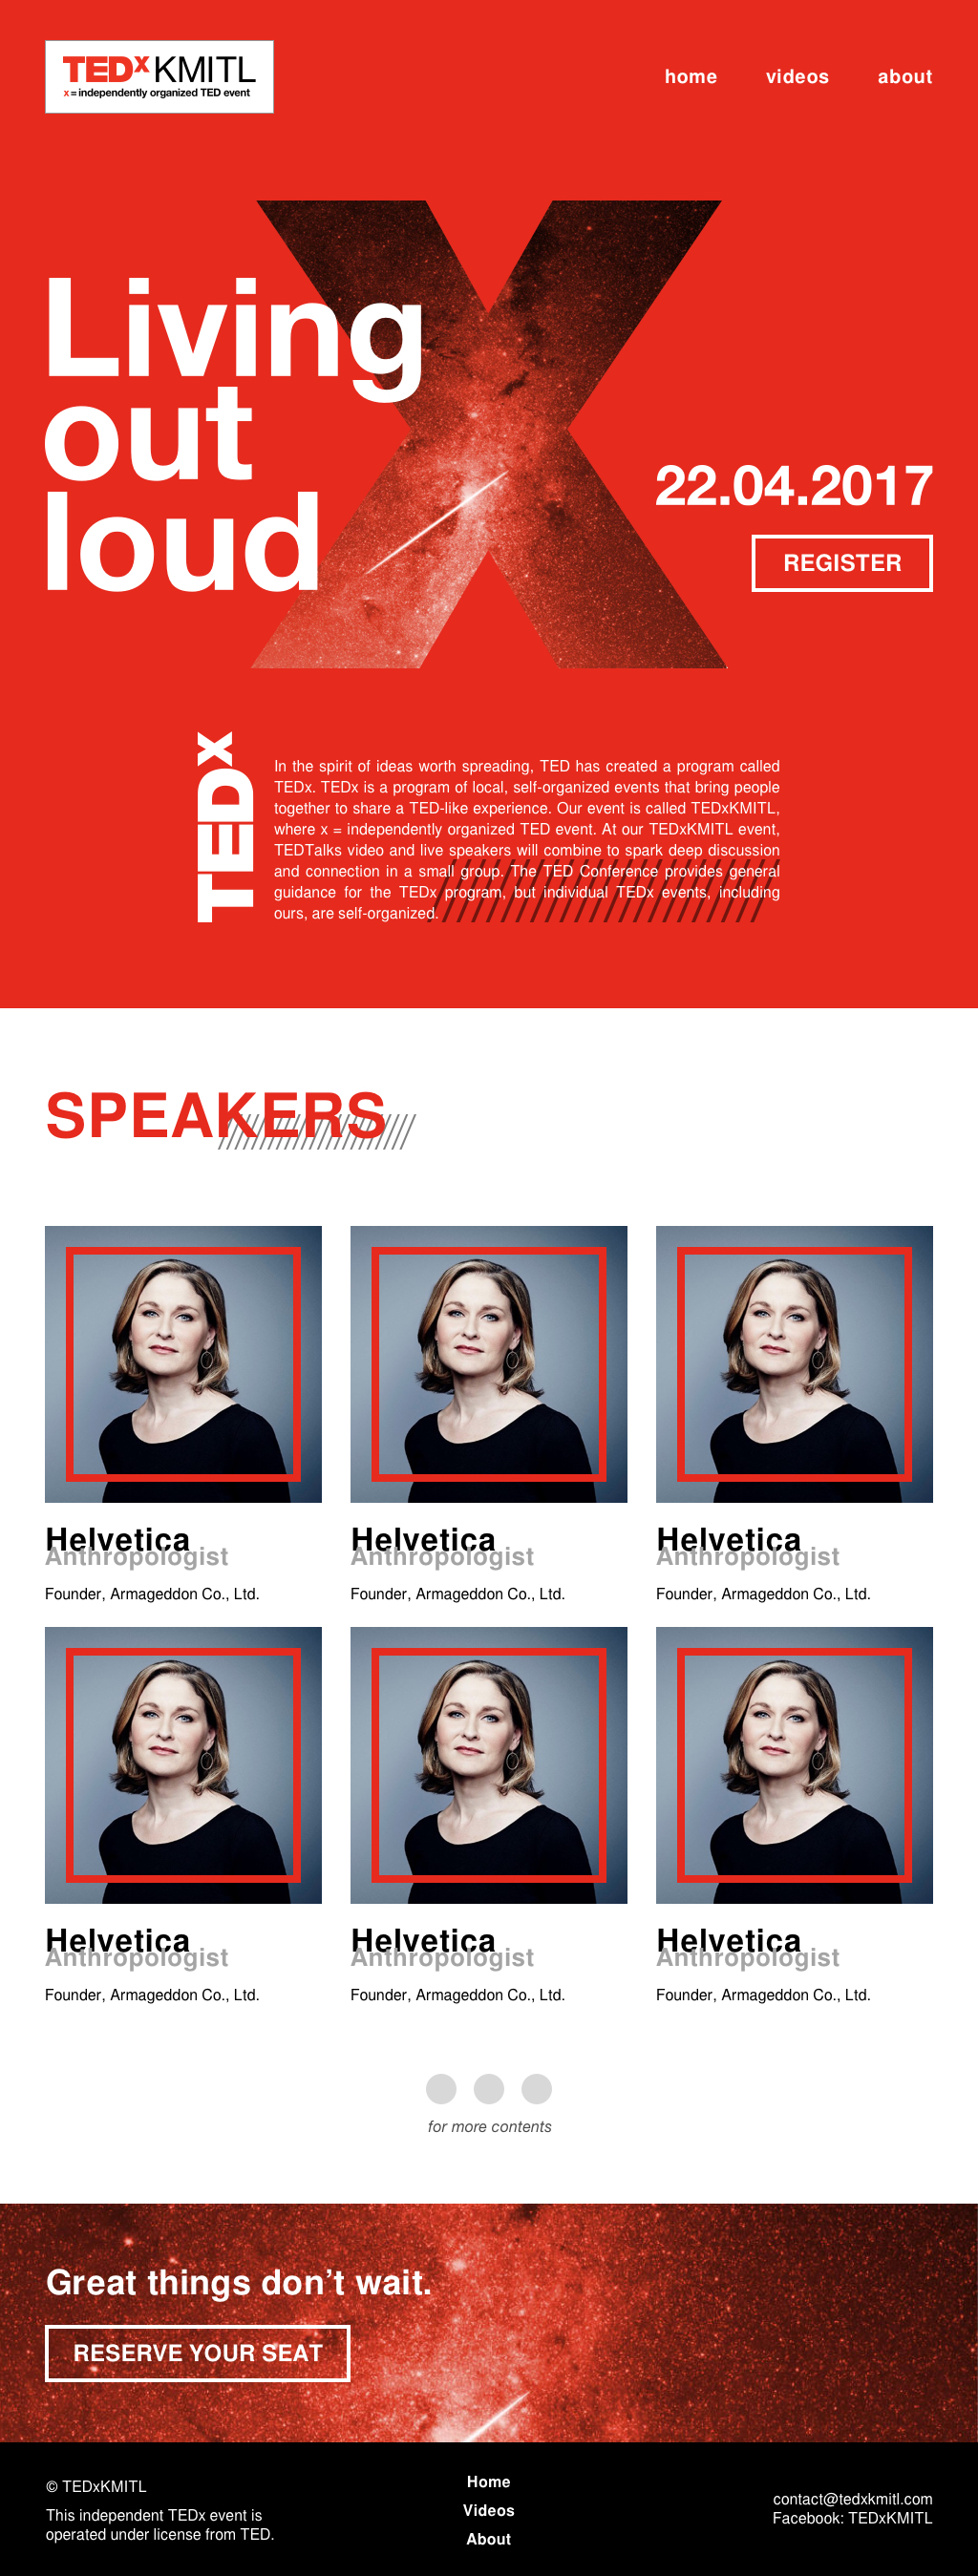 TEDx KMITL
x = independently organized TED event
home videos about
Living
out
loud
22.04.2017
REGISTER
TEDx
In the spirit of ideas worth spreading, TED has created a program called
TEDx. TEDx is a program of local, self-organized events that bring people
together to share a TED-like experience. Our event is called TEDxKMITL,
where x = independently organized TED event. At our TEDxKMITL event,
TEDTalks video and live speakers will combine to spark deep discussion
and connection in a small group. The TED Conference provides general
guidance for the TEDx program, but individual TEDx events, including
ours, are self-organized.
SPEAKERS
Helvetica
Anthropologist
Founder, Armageddon Co., Ltd.
Helvetica
Anthropologist
Founder, Armageddon Co., Ltd.
Helvetica
Anthropologist
Founder, Armageddon Co., Ltd.
Helvetica
Anthropologist
Founder, Armageddon Co., Ltd.
Helvetica
Anthropologist
Founder, Armageddon Co., Ltd.
Helvetica
Anthropologist
Founder, Armageddon Co., Ltd.
for more contents
Great things don’t wait.
RESERVE YOUR SEAT
© TEDxKMITL
This independent TEDx event is
operated under license from TED.
Home
Videos
About
contact@tedxkmitl.com
Facebook: TEDxKMITL